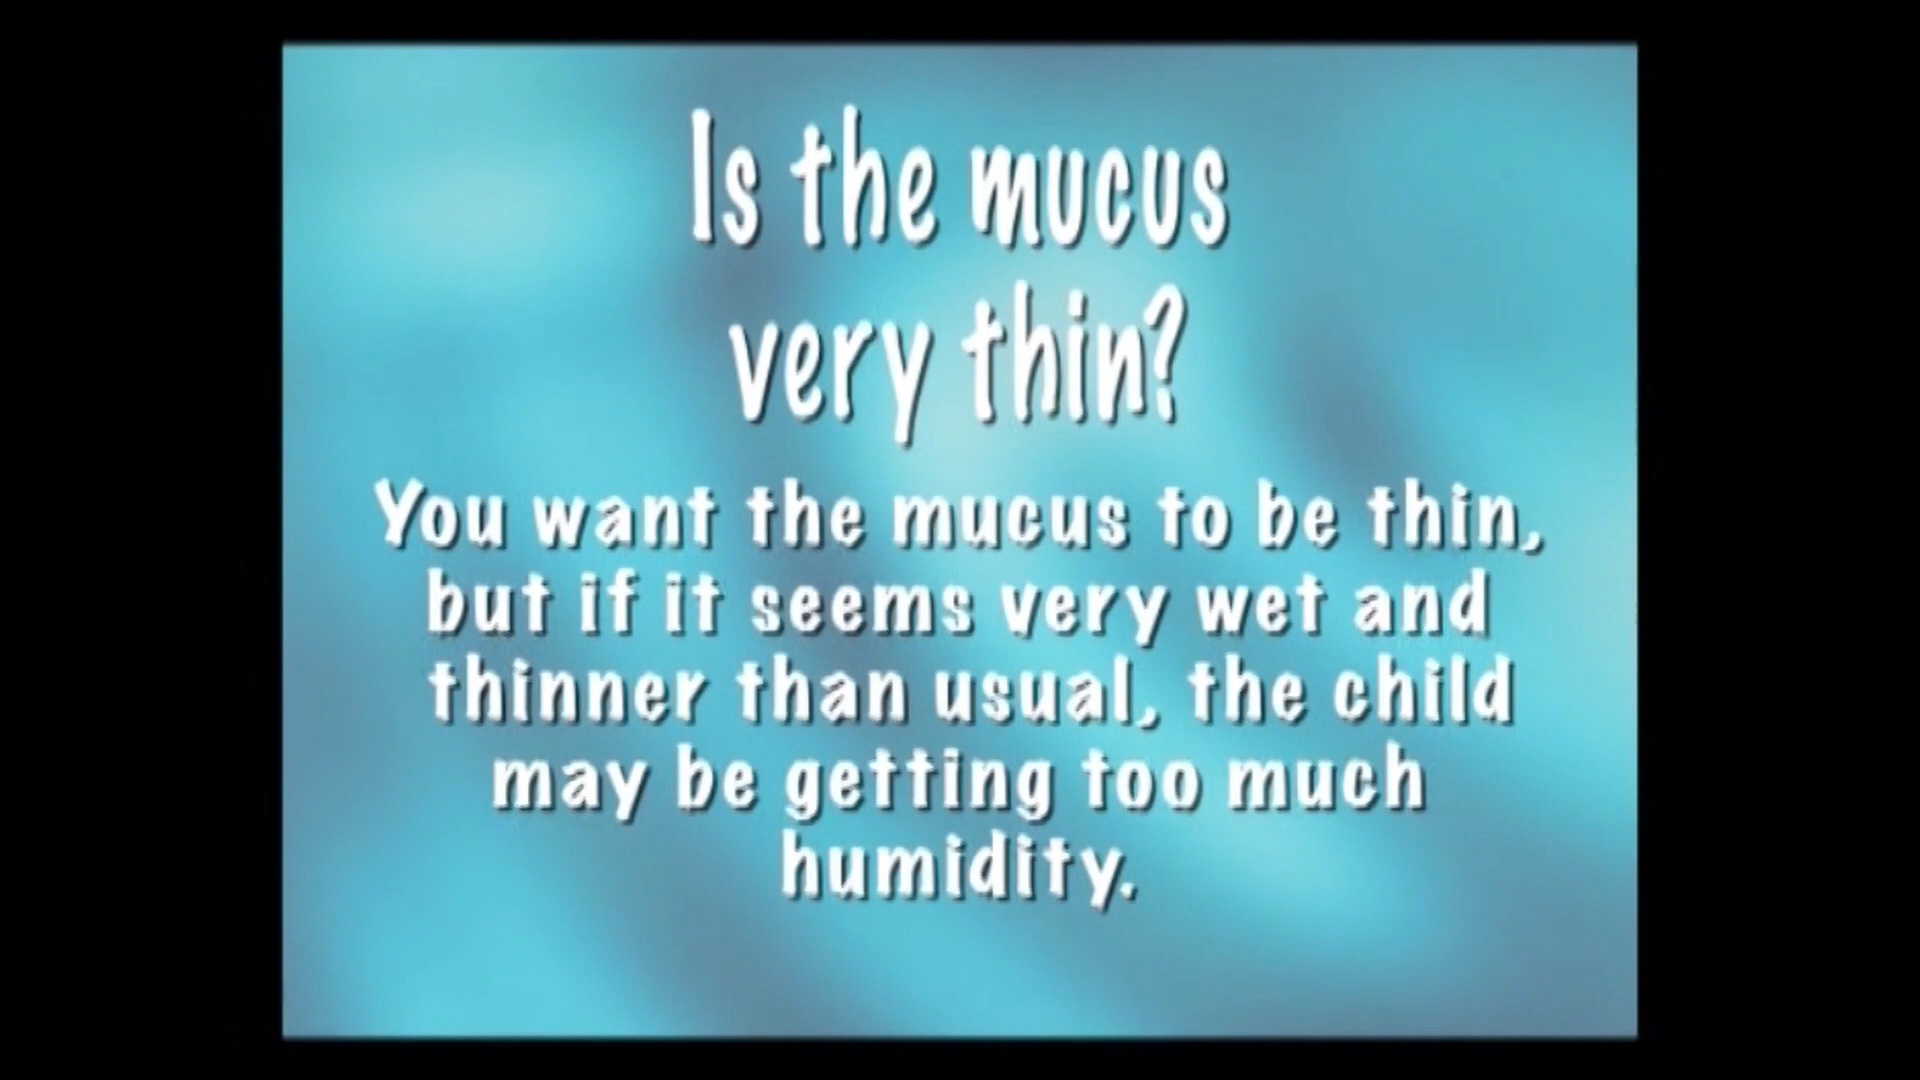 Is the mucus
very thin?
You want the mucus to be thin,
but if it seems very wet and
thinner than usual, the child
may be getting too much
humidity.